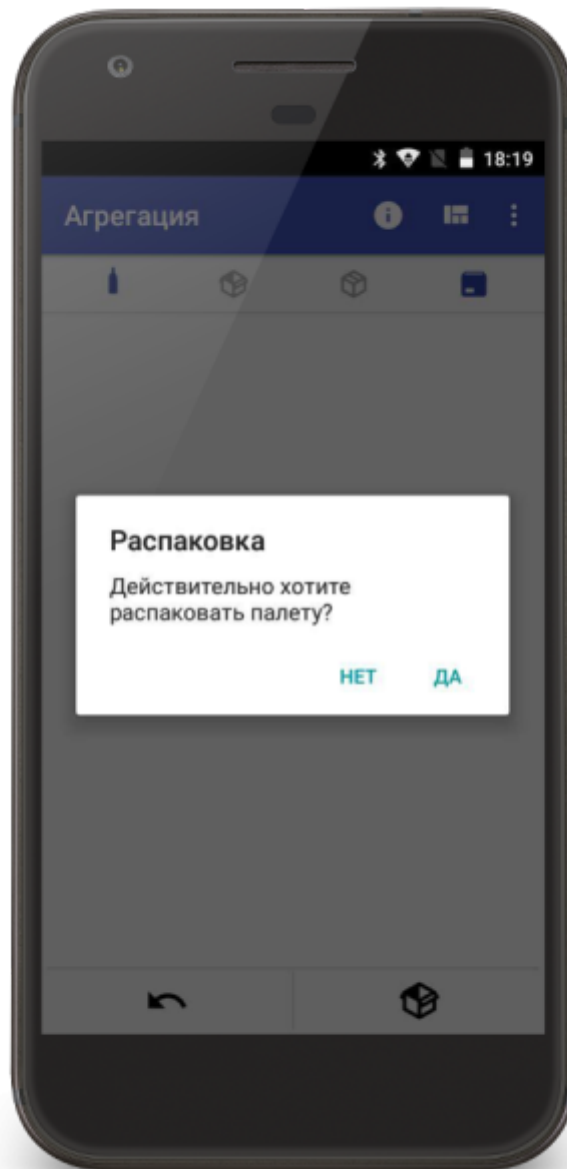 18:19
Агрегация
Распаковка
Действительно хотите
распаковать палету?
НЕТ ДА